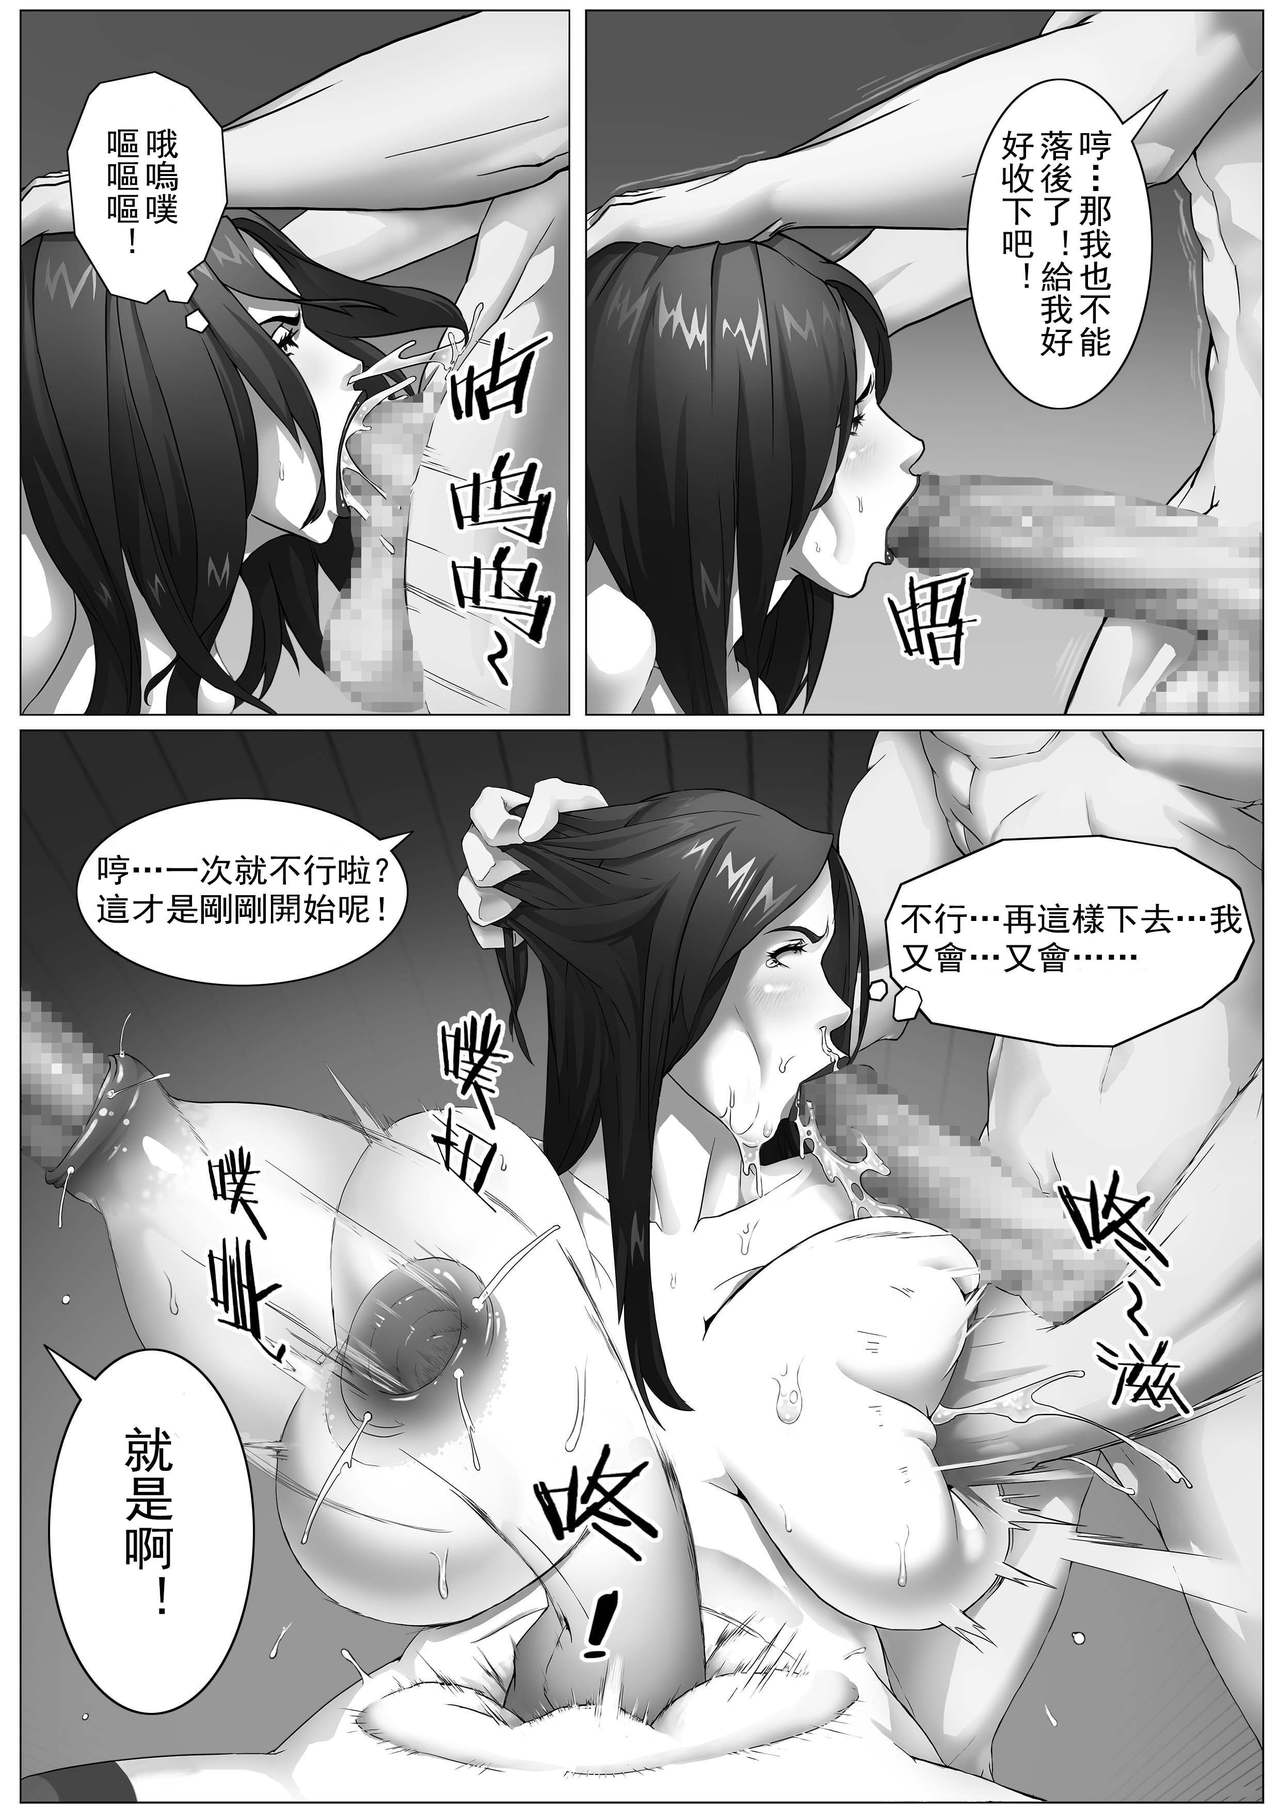 哼…那我也不能
落後了！給我好
好收下吧！
唔
哦嗚噗
嘔嘔嘔！
咕
呜
呜~
哼…一次就不行啦？
這才是剛剛開始呢！
不行…再這樣下去…我
又會…又會……
噗
噗
咚~
滋
咚！
就是啊！